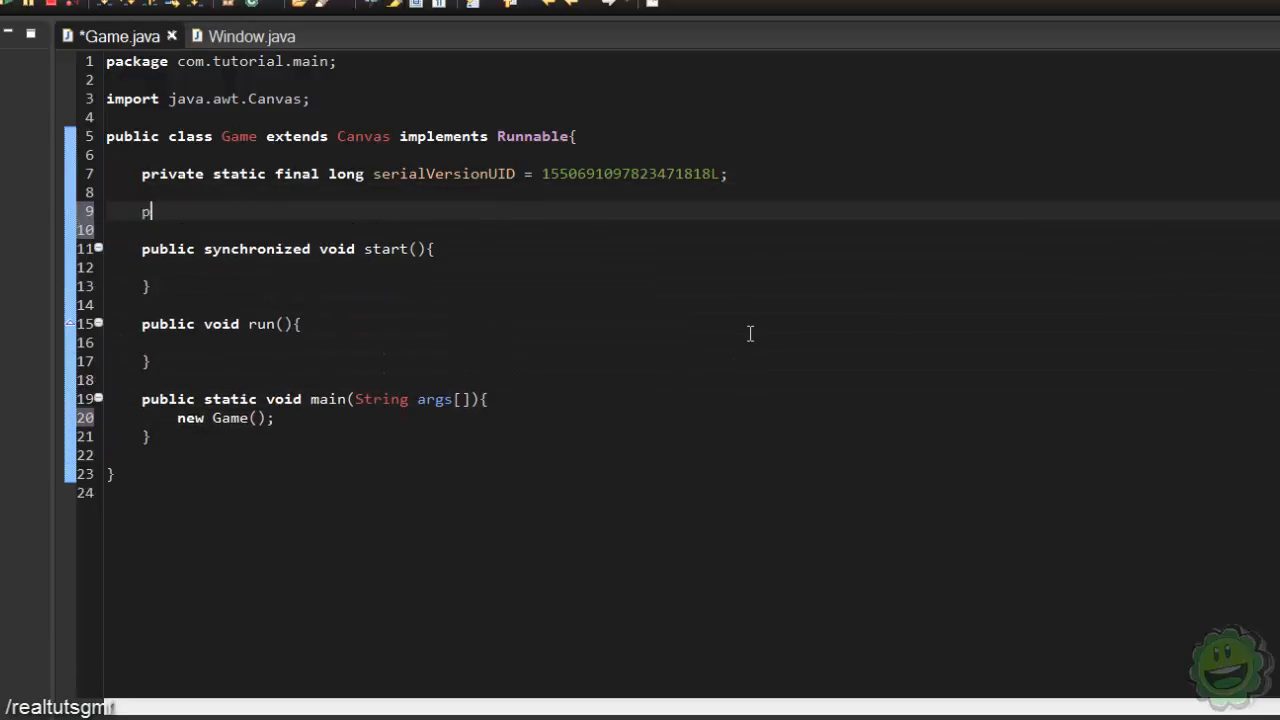 *Game.java Window.java
1 package com.tutorial.main;
2
3 import java.awt.Canvas;
4
5 public class Game extends Canvas implements Runnable{
6
7 private static final long serialVersionUID = 1550691097823471818L;
8
9 p
10
11 public synchronized void start(){
12
13 }
14
15 public void run(){
16
17 }
18
19 public static void main(String args[]){
20 new Game();
21 }
22
23 }
24
/realtutsgml